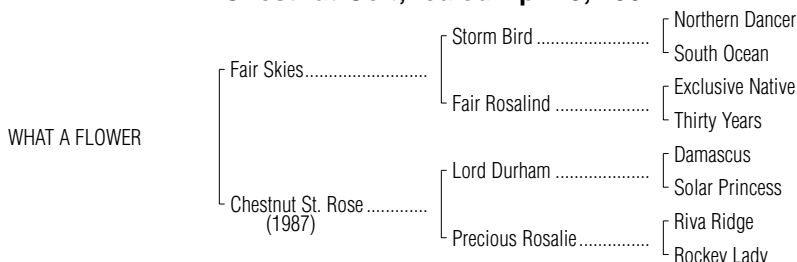 Northern Dancer
Storm Bird
South Ocean
Fair Skies
Exclusive Native
Fair Rosalind
Thirty Years
WHAT A FLOWER
Damascus
Lord Durham
Solar Princess
Chestnut St. Rose
(1987)
Riva Ridge
Precious Rosalie
Rockey Lady